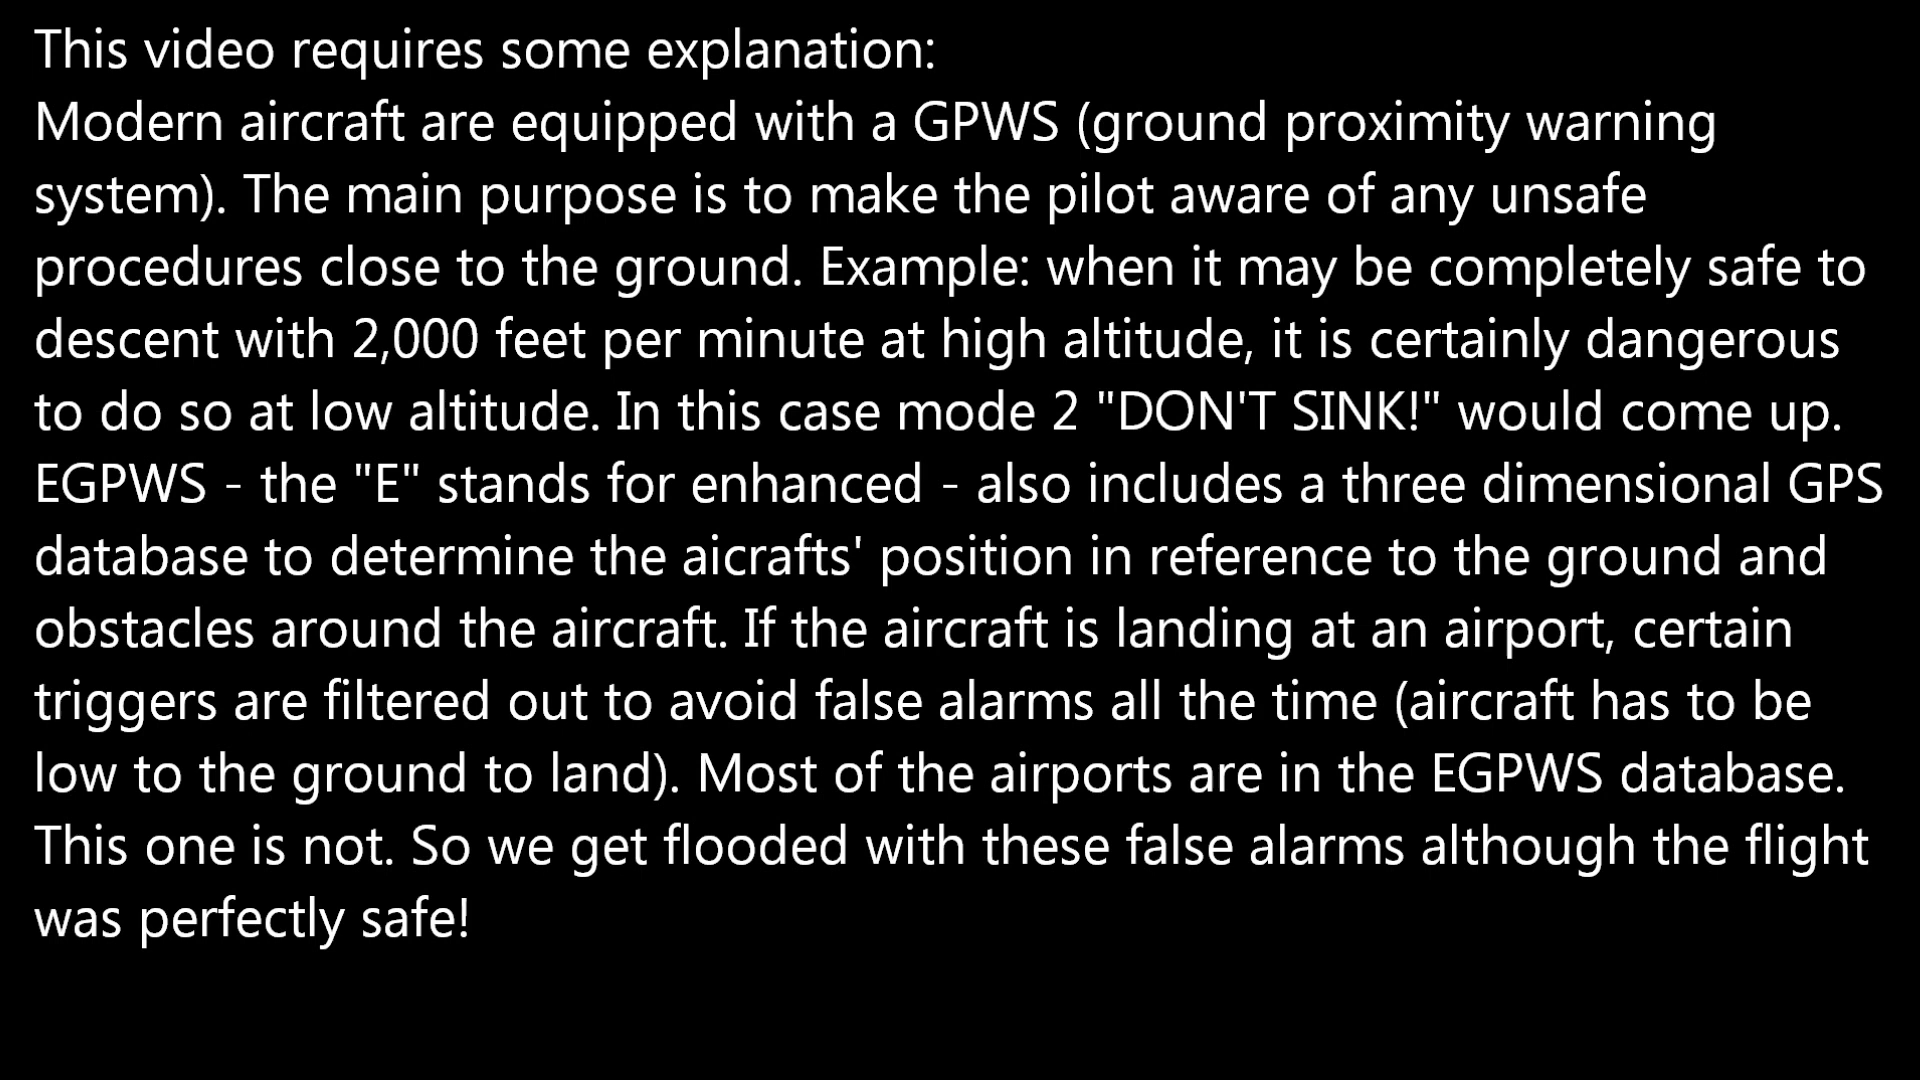 This video requires some explanation:
Modern aircraft are equipped with a GPWS (ground proximity warning
system). The main purpose is to make the pilot aware of any unsafe
procedures close to the ground. Example: when it may be completely safe to
descent with 2,000 feet per minute at high altitude, it is certainly dangerous
to do so at low altitude. In this case mode 2 "DON'T SINK!" would come up.
EGPWS - the "E" stands for enhanced - also includes a three dimensional GPS
database to determine the aicrafts' position in reference to the ground and
obstacles around the aircraft. If the aircraft is landing at an airport, certain
triggers are filtered out to avoid false alarms all the time (aircraft has to be
low to the ground to land). Most of the airports are in the EGPWS database.
This one is not. So we get flooded with these false alarms although the flight
was perfectly safe!